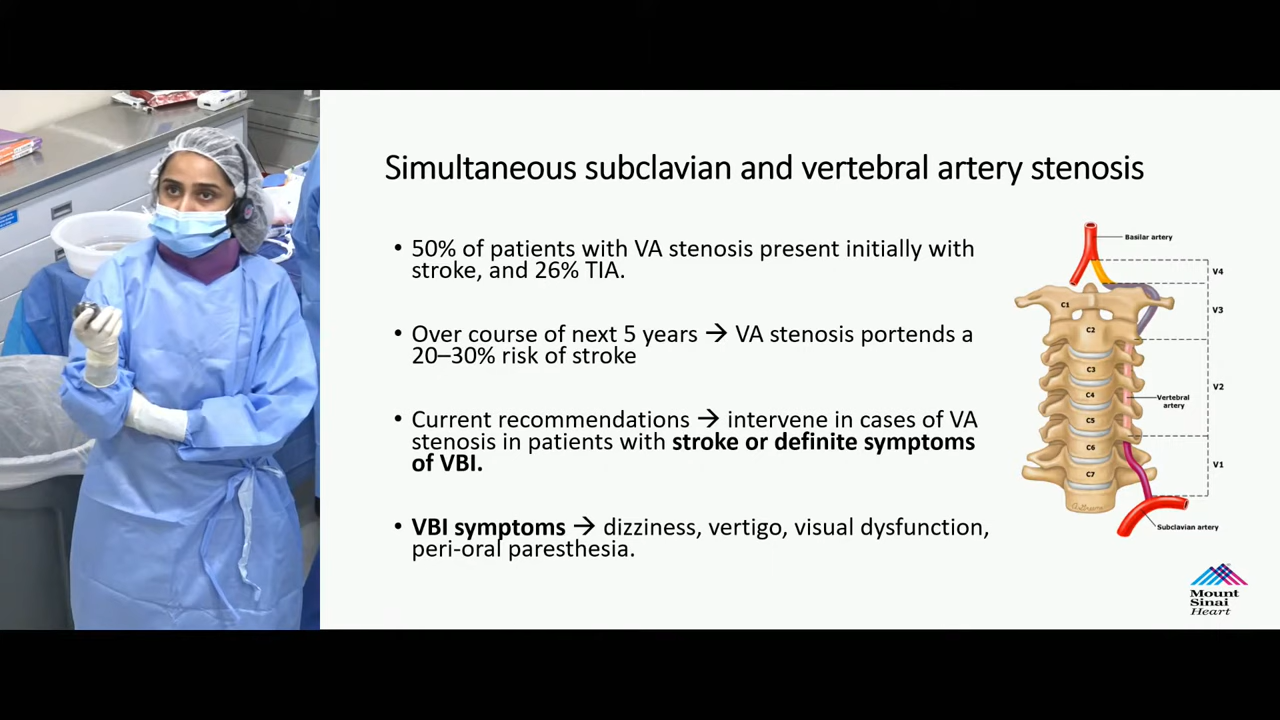 Simultaneous subclavian and vertebral artery stenosis
• 50% of patients with VA stenosis present initially with
stroke, and 26% TIA.
• Over course of next 5 years → VA stenosis portends a
20–30% risk of stroke
• Current recommendations → intervene in cases of VA
stenosis in patients with stroke or definite symptoms
of VBI.
• VBI symptoms → dizziness, vertigo, visual dysfunction,
peri-oral paresthesia.
Basilar artery
V4
C1
V3
C2
C3
V2
C4
Vertebral
artery
C5
C6
V1
C7
Subclavian artery
Mount
Sinai
Heart